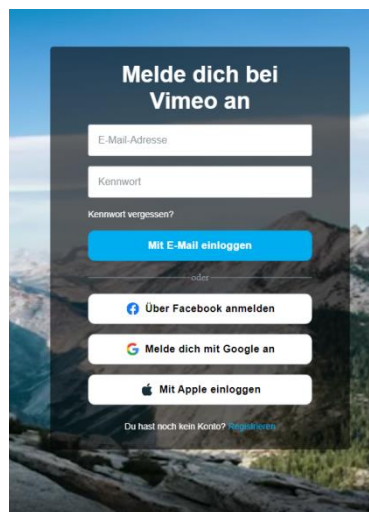 Melde dich bei
Vimeo an
E-Mail-Adresse
Kennwort
Kennwort vergessen?
Mit E-Mail einloggen
oder
Über Facebook anmelden
Melde dich mit Google an
Mit Apple einloggen
Du hast noch kein Konto? Registrieren